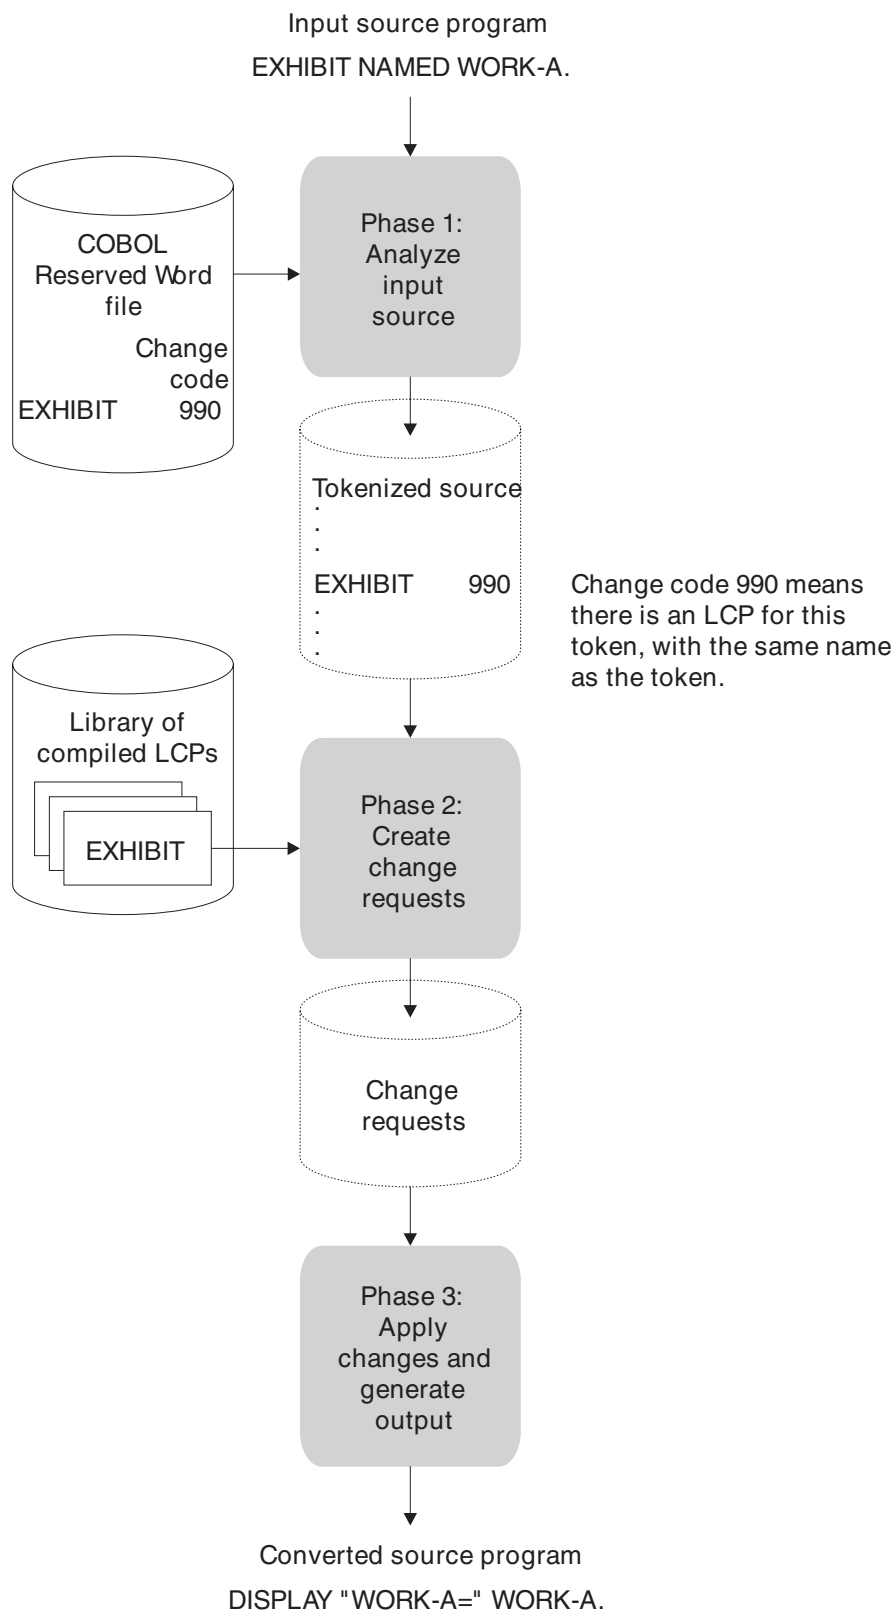 Input source program
EXHIBIT NAMED WORK-A.
Phase 1:
Analyze
input
source
COBOL
Reserved Word
file
Change
code
EXHIBIT 990
Tokenized source
.
.
.
EXHIBIT 990
.
.
.
Change code 990 means
there is an LCP for this
token, with the same name
as the token.
Library of
compiled LCPs
EXHIBIT
Phase 2:
Create
change
requests
Change
requests
Phase 3:
Apply
changes and
generate
output
Converted source program
DISPLAY "WORK-A=" WORK-A.